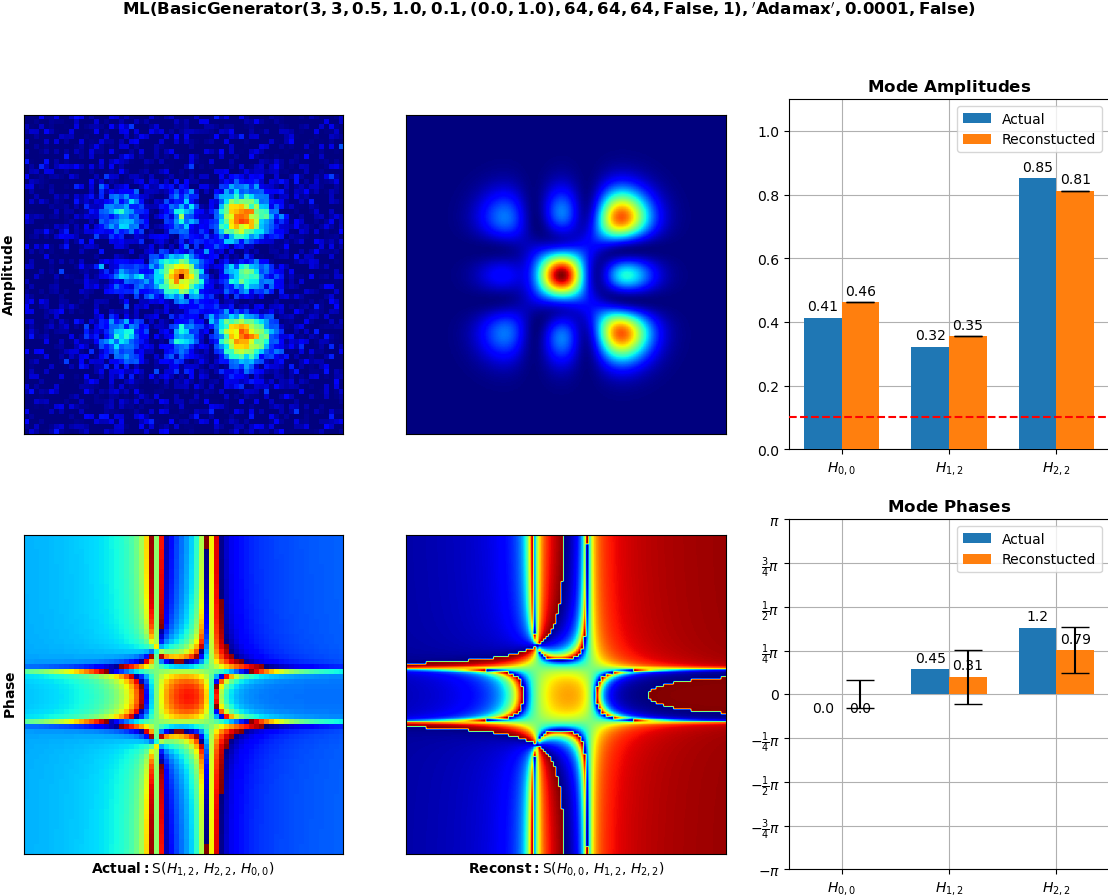 ML(BasicGenerator(3, 3, 0.5, 1.0, 0.1, (0.0, 1.0), 64, 64, 64, False, 1), ′Adamax′, 0.0001, False)
Mode Amplitudes
Amplitude
1.0
0.8
0.6
0.4
0.2
0.0
Actual
Reconstucted
0.41
0.46
0.32
0.35
0.85
0.81
H0,0
H1,2
H2,2
Mode Phases
Phase
π
3/4π
1/2π
1/4π
0
−1/4π
−1/2π
−3/4π
−π
Actual
Reconstucted
0.0
0.0
0.45
0.31
1.2
0.79
H0,0
H1,2
H2,2
Actual: S(H1,2, H2,2, H0,0)
Reconst: S(H0,0, H1,2, H2,2)